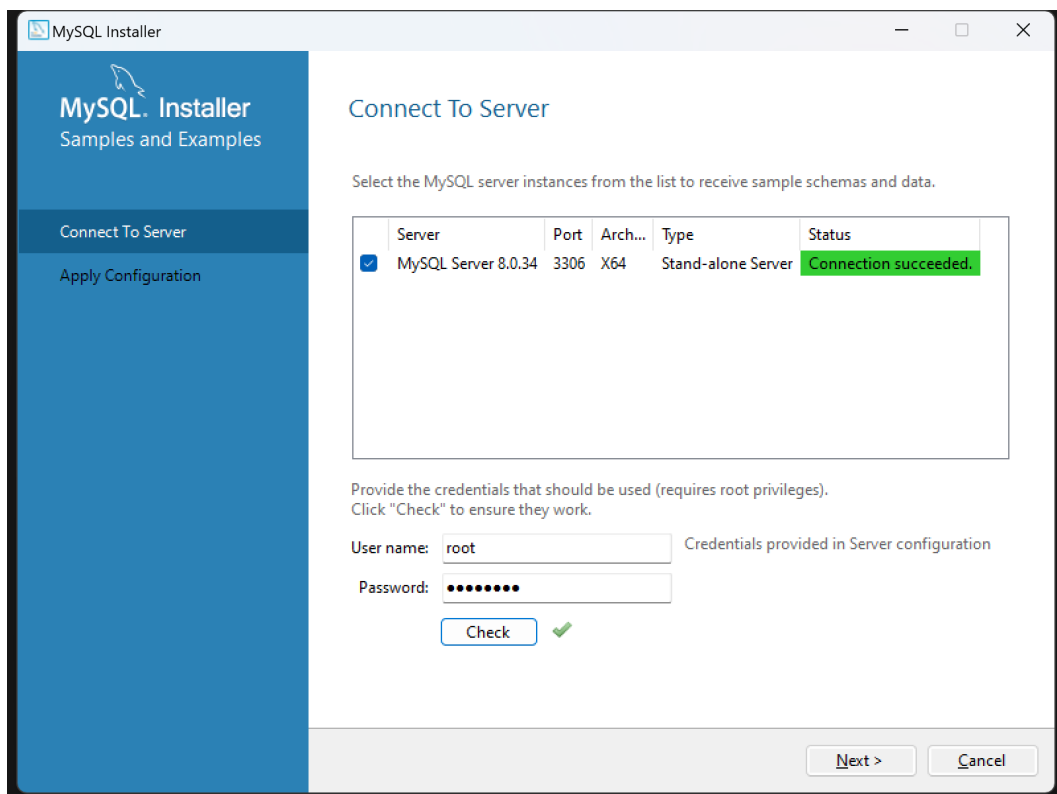 MySQL Installer
MySQL. Installer
Samples and Examples
Connect To Server
Apply Configuration
Connect To Server
Select the MySQL server instances from the list to receive sample schemas and data.
Server Port Arch... Type Status
MySQL Server 8.0.34 3306 X64 Stand-alone Server Connection succeeded.
Provide the credentials that should be used (requires root privileges).
Click "Check" to ensure they work.
User name: root Credentials provided in Server configuration
Password: ●●●●●●●●
Check
Next > Cancel